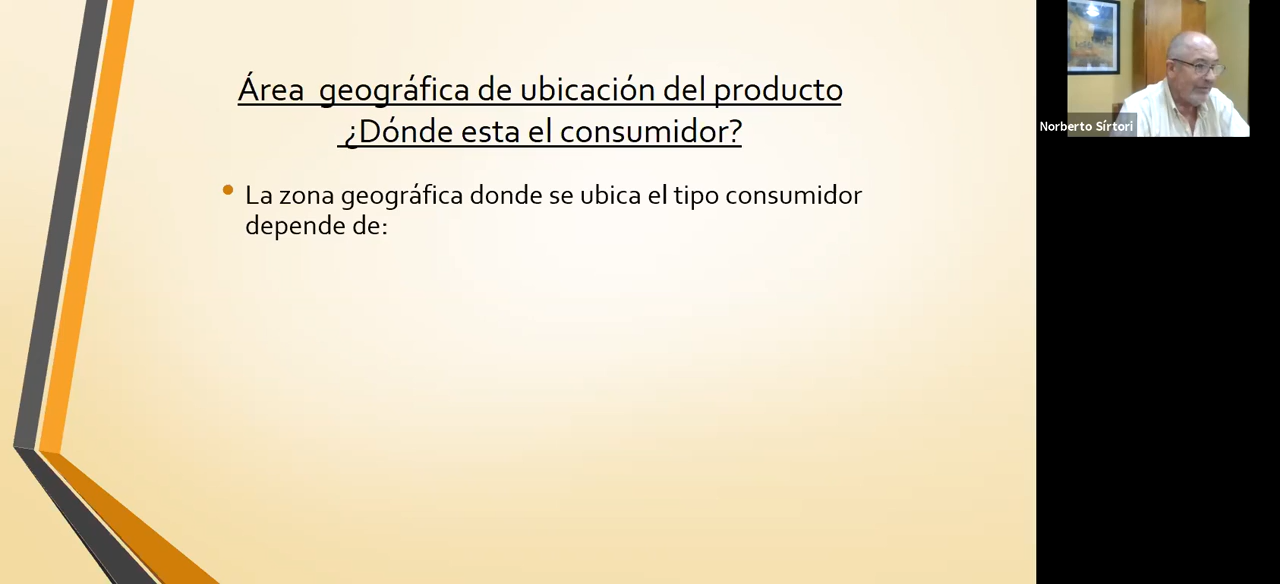 Área  geográfica de ubicación del producto
¿Dónde esta el consumidor?
La zona geográfica donde se ubica el tipo consumidor
depende de:
Norberto Sírtori